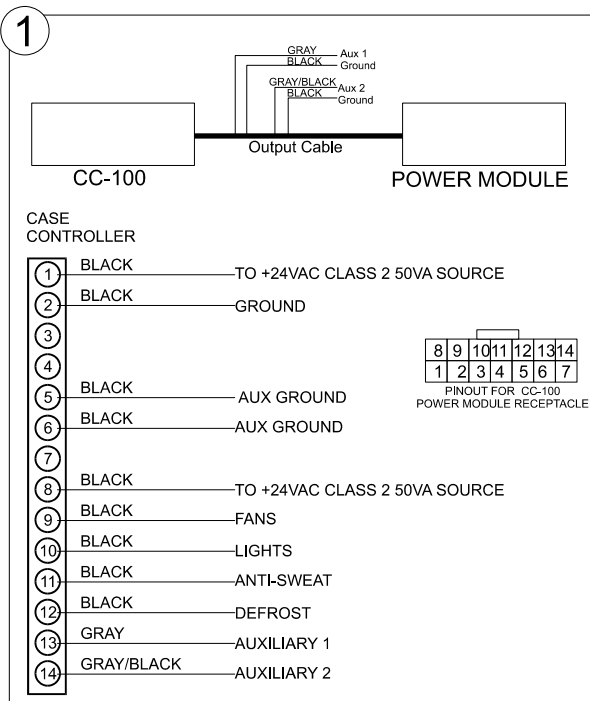 1
GRAY Aux 1
BLACK Ground
GRAY/BLACK Aux 2
BLACK Ground
Output Cable
CC-100
POWER MODULE
CASE
CONTROLLER
1 BLACK TO +24VAC CLASS 2 50VA SOURCE
2 BLACK GROUND
3
4
5 BLACK AUX GROUND
6 BLACK AUX GROUND
7
8 BLACK TO +24VAC CLASS 2 50VA SOURCE
9 BLACK FANS
10 BLACK LIGHTS
11 BLACK ANTI-SWEAT
12 BLACK DEFROST
13 GRAY AUXILIARY 1
14 GRAY/BLACK AUXILIARY 2
8 9 10 11 12 13 14
1 2 3 4 5 6 7
PINOUT FOR CC-100
POWER MODULE RECEPTACLE